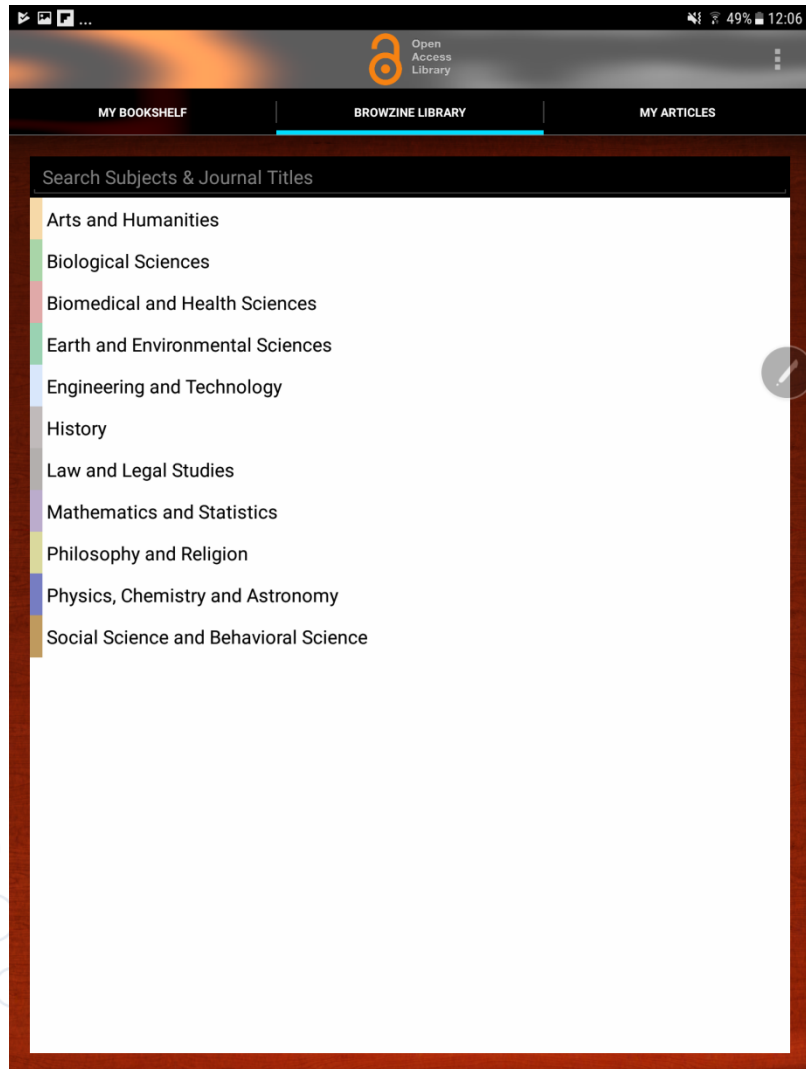 ... 49% 12:06
Open
Access
Library
MY BOOKSHELF BROWZINE LIBRARY MY ARTICLES
Search Subjects & Journal Titles
Arts and Humanities
Biological Sciences
Biomedical and Health Sciences
Earth and Environmental Sciences
Engineering and Technology
History
Law and Legal Studies
Mathematics and Statistics
Philosophy and Religion
Physics, Chemistry and Astronomy
Social Science and Behavioral Science